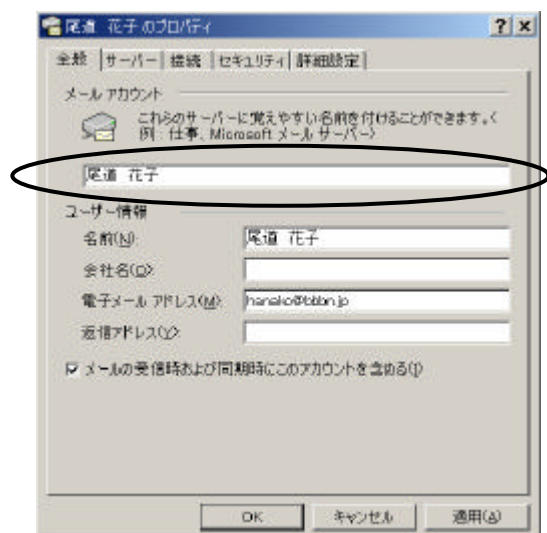 尾道 花子 のプロパティ
全般 サーバー 接続 セキュリティ 詳細設定
メール アカウント
これらのサーバーに覚えやすい名前を付けることができます。(
例 : 仕事、Microsoft メール サーバー)
尾道 花子
ユーザー情報
名前(N): 尾道 花子
会社名(O):
電子メール アドレス(M): hanako@bbbn.jp
返信アドレス(Y):
メールの受信時および同期時にこのアカウントを含める(I)
OK キャンセル 適用(A)